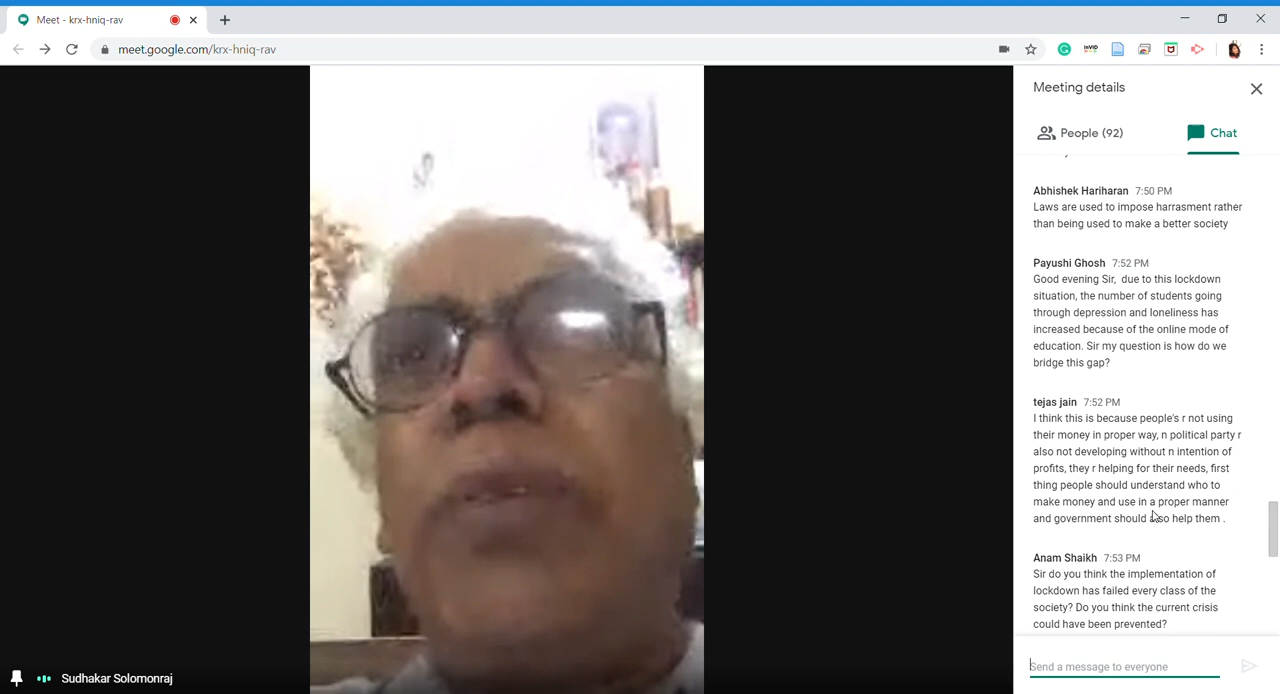 Meet - krx-hniq-rav
meet.google.com/krx-hniq-rav
InVID
Meeting details
People (92)
Chat
Abhishek Hariharan 7:50 PM
Laws are used to impose harrasment rather
than being used to make a better society
Payushi Ghosh 7:52 PM
Good evening Sir, due to this lockdown
situation, the number of students going
through depression and loneliness has
increased because of the online mode of
education. Sir my question is how do we
bridge this gap?
tejas jain 7:52 PM
I think this is because people's r not using
their money in proper way, n political party r
also not developing without n intention of
profits, they r helping for their needs, first
thing people should understand who to
make money and use in a proper manner
and government should also help them .
Anam Shaikh 7:53 PM
Sir do you think the implementation of
lockdown has failed every class of the
society? Do you think the current crisis
could have been prevented?
Send a message to everyone
Sudhakar Solomonraj